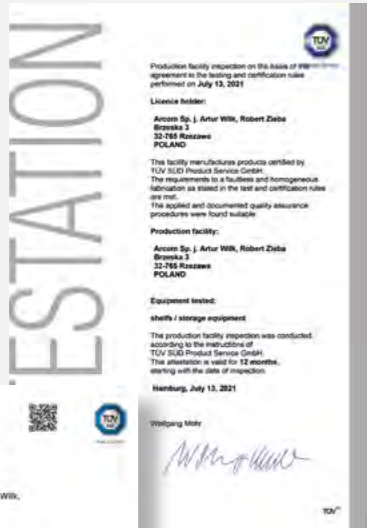 ESTATION
TÜV
SÜD
Production facility inspection on the basis of the
agreement in the testing and certification rules
performed on July 13, 2021
Licence holder:
Arcom Sp. j. Artur Wilk, Robert Zieba
Brzeska 3
32-765 Rzezawa
POLAND
This facility manufactures products certified by
TÜV SÜD Product Service GmbH.
The requirements to a faultless and homogeneous
fabrication as stated in the test and certification rules
are met.
The applied and documented quality assurance
procedures were found suitable
Production facility:
Arcom Sp. j. Artur Wilk, Robert Zieba
Brzeska 3
32-765 Rzezawa
POLAND
Equipment tested:
shelfs / storage equipment
The production facility inspection was conducted
according to the instructions of
TÜV SÜD Product Service GmbH.
This attestation is valid for 12 months,
starting with the date of inspection
Hamburg, July 13, 2021
Wolfgang Mohr
TÜV
Wilk,
TÜV